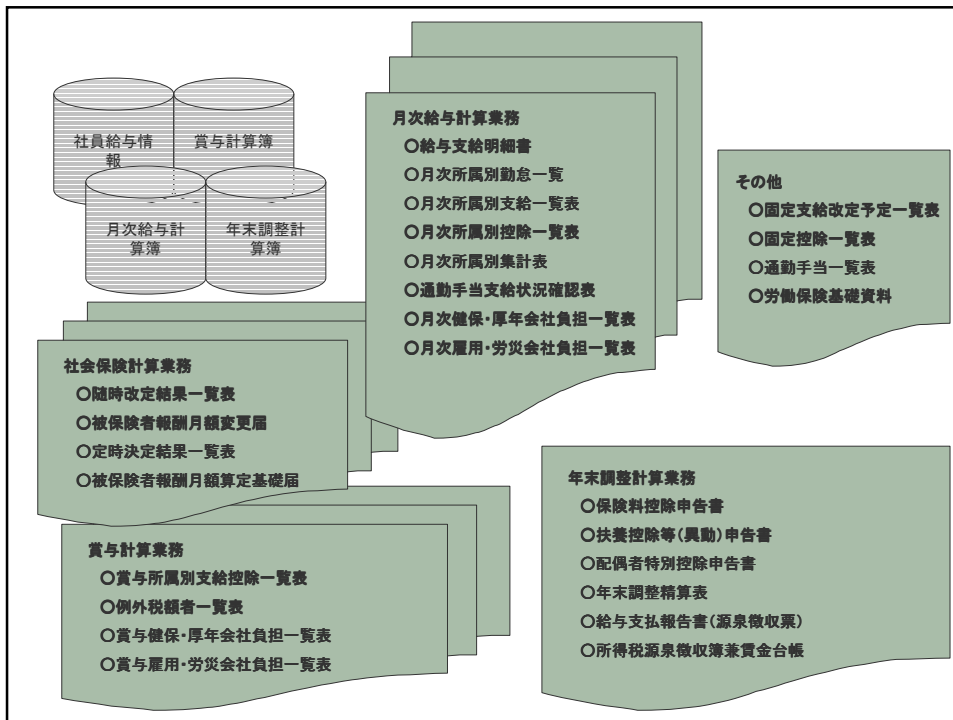 社員給与情
報
賞与計算簿
月次給与計
算簿
年末調整計
算簿
月次給与計算業務
○給与支給明細書
○月次所属別勤怠一覧
○月次所属別支給一覧表
○月次所属別控除一覧表
○月次所属別集計表
○通勤手当支給状況確認表
○月次健保・厚年会社負担一覧表
○月次雇用・労災会社負担一覧表
その他
○固定支給改定予定一覧表
○固定控除一覧表
○通勤手当一覧表
○労働保険基礎資料
社会保険計算業務
○随時改定結果一覧表
○被保険者報酬月額変更届
○定時決定結果一覧表
○被保険者報酬月額算定基礎届
賞与計算業務
○賞与所属別支給控除一覧表
○例外税額者一覧表
○賞与健保・厚年会社負担一覧表
○賞与雇用・労災会社負担一覧表
年末調整計算業務
○保険料控除申告書
○扶養控除等(異動)申告書
○配偶者特別控除申告書
○年末調整精算表
○給与支払報告書(源泉徴収票)
○所得税源泉徴収簿兼賃金台帳